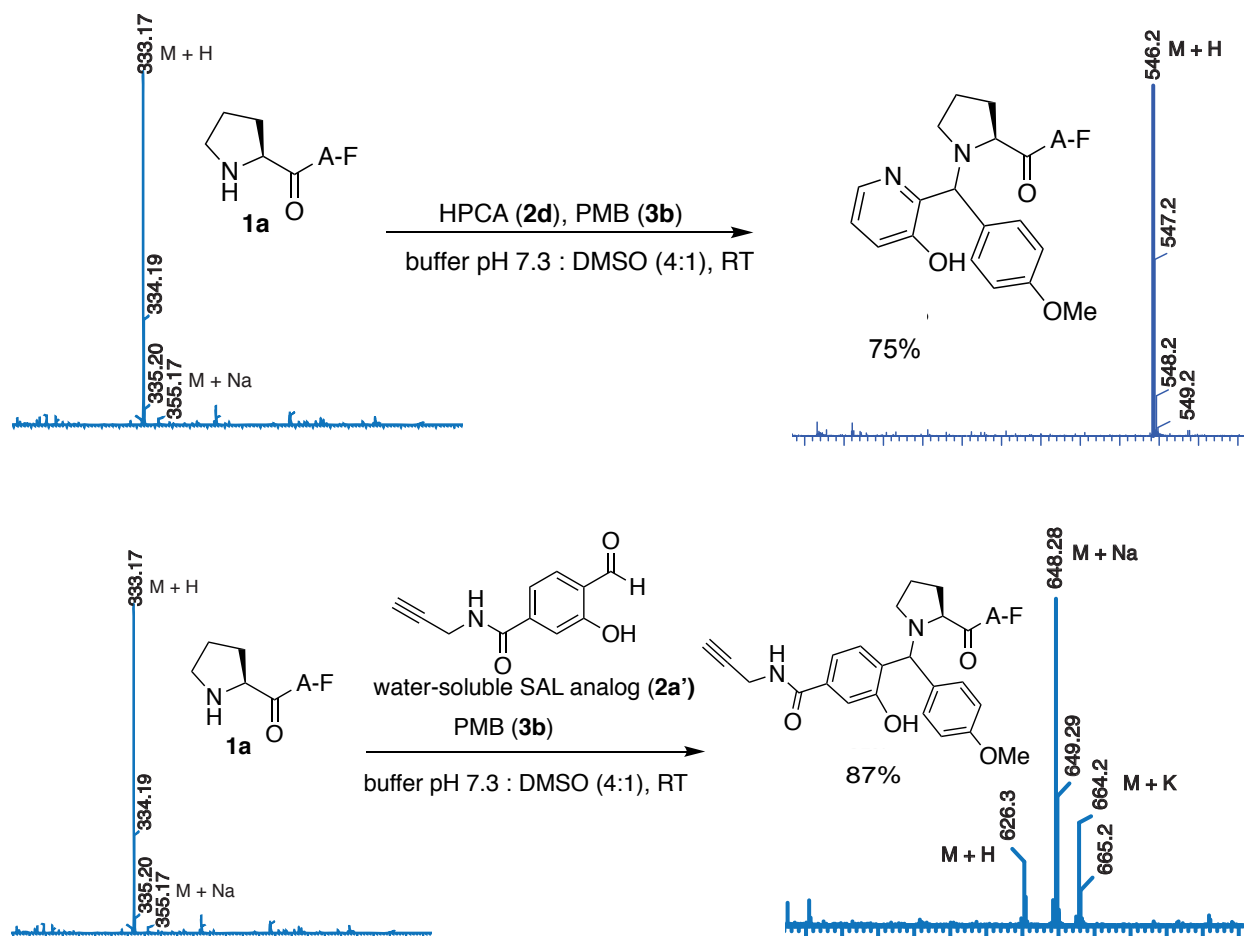 333.17
M + H
334.19
335.20
355.17
M + Na
N
H
O
A-F
1a
HPCA (2d), PMB (3b)
buffer pH 7.3 : DMSO (4:1), RT
N
N
O
A-F
OH
OMe
75%
546.2
M + H
547.2
548.2
549.2
333.17
M + H
334.19
335.20
355.17
M + Na
N
H
O
A-F
1a
O
H
H
N
O
OH
water-soluble SAL analog (2a')
PMB (3b)
buffer pH 7.3 : DMSO (4:1), RT
H
N
O
OH
N
O
A-F
OMe
87%
M + H
626.3
648.28
M + Na
649.29
664.2
M + K
665.2